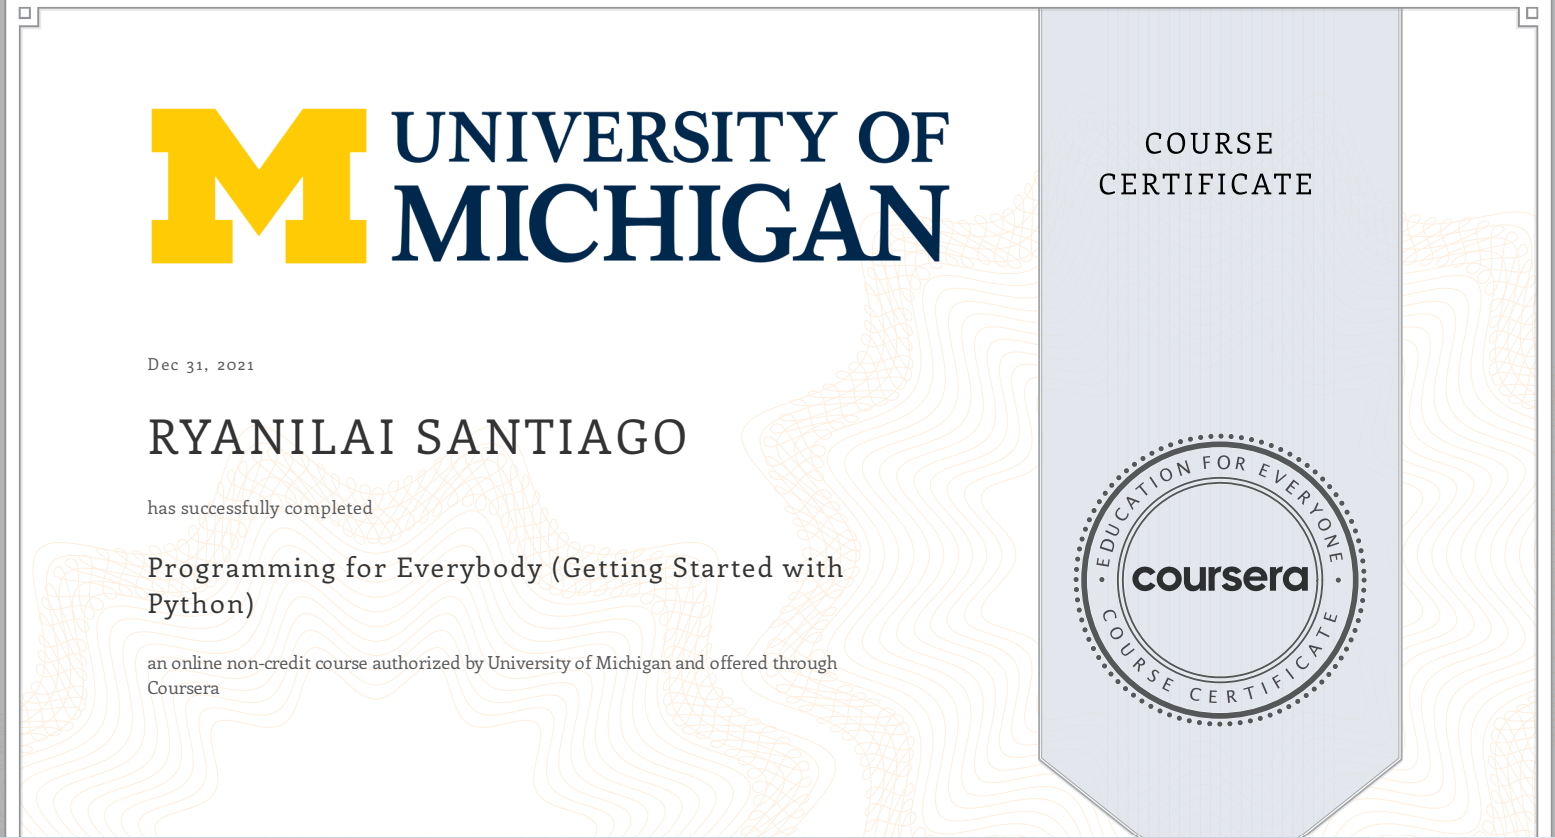 UNIVERSITY OF
MICHIGAN
COURSE
CERTIFICATE
Dec 31, 2021
RYANILAI SANTIAGO
has successfully completed
Programming for Everybody (Getting Started with
Python)
an online non-credit course authorized by University of Michigan and offered through
Coursera
EDUCATION FOR EVERYONE
coursera
COURSE CERTIFICATE